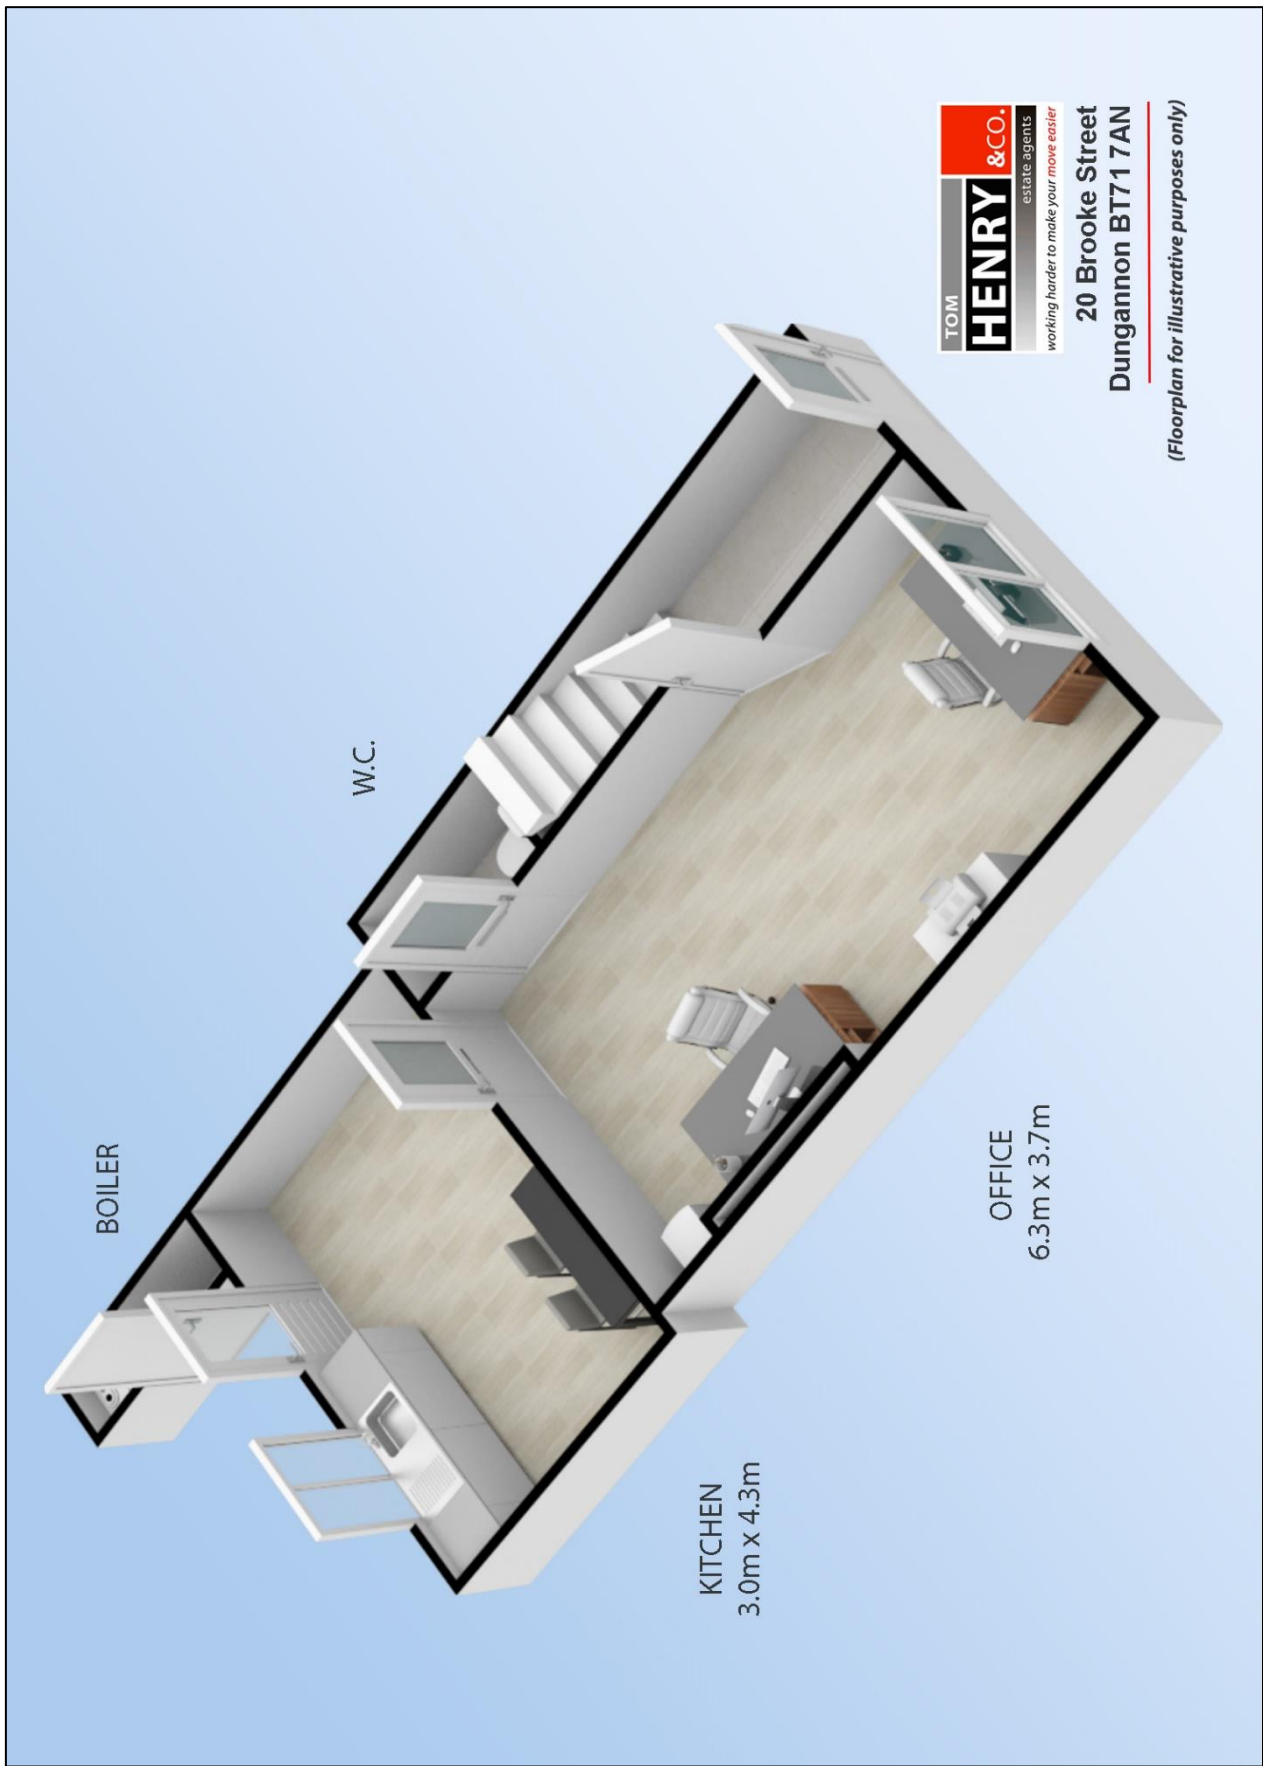 BOILER
W.C.
KITCHEN
3.0m x 4.3m
OFFICE
6.3m x 3.7m
TOM
HENRY &CO.
estate agents
working harder to make your move easier
20 Brooke Street
Dungannon BT71 7AN
(Floorplan for illustrative purposes only)